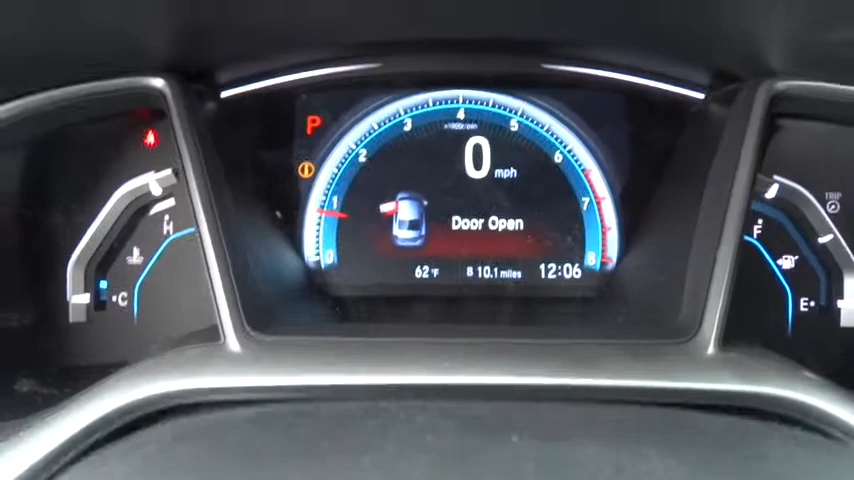 P
0 1 2 3 4 5 6 7 8
x1000r/min
0 mph
Door Open
62°F
B 10.1 miles
12:06
H
C
TRIP
F
E